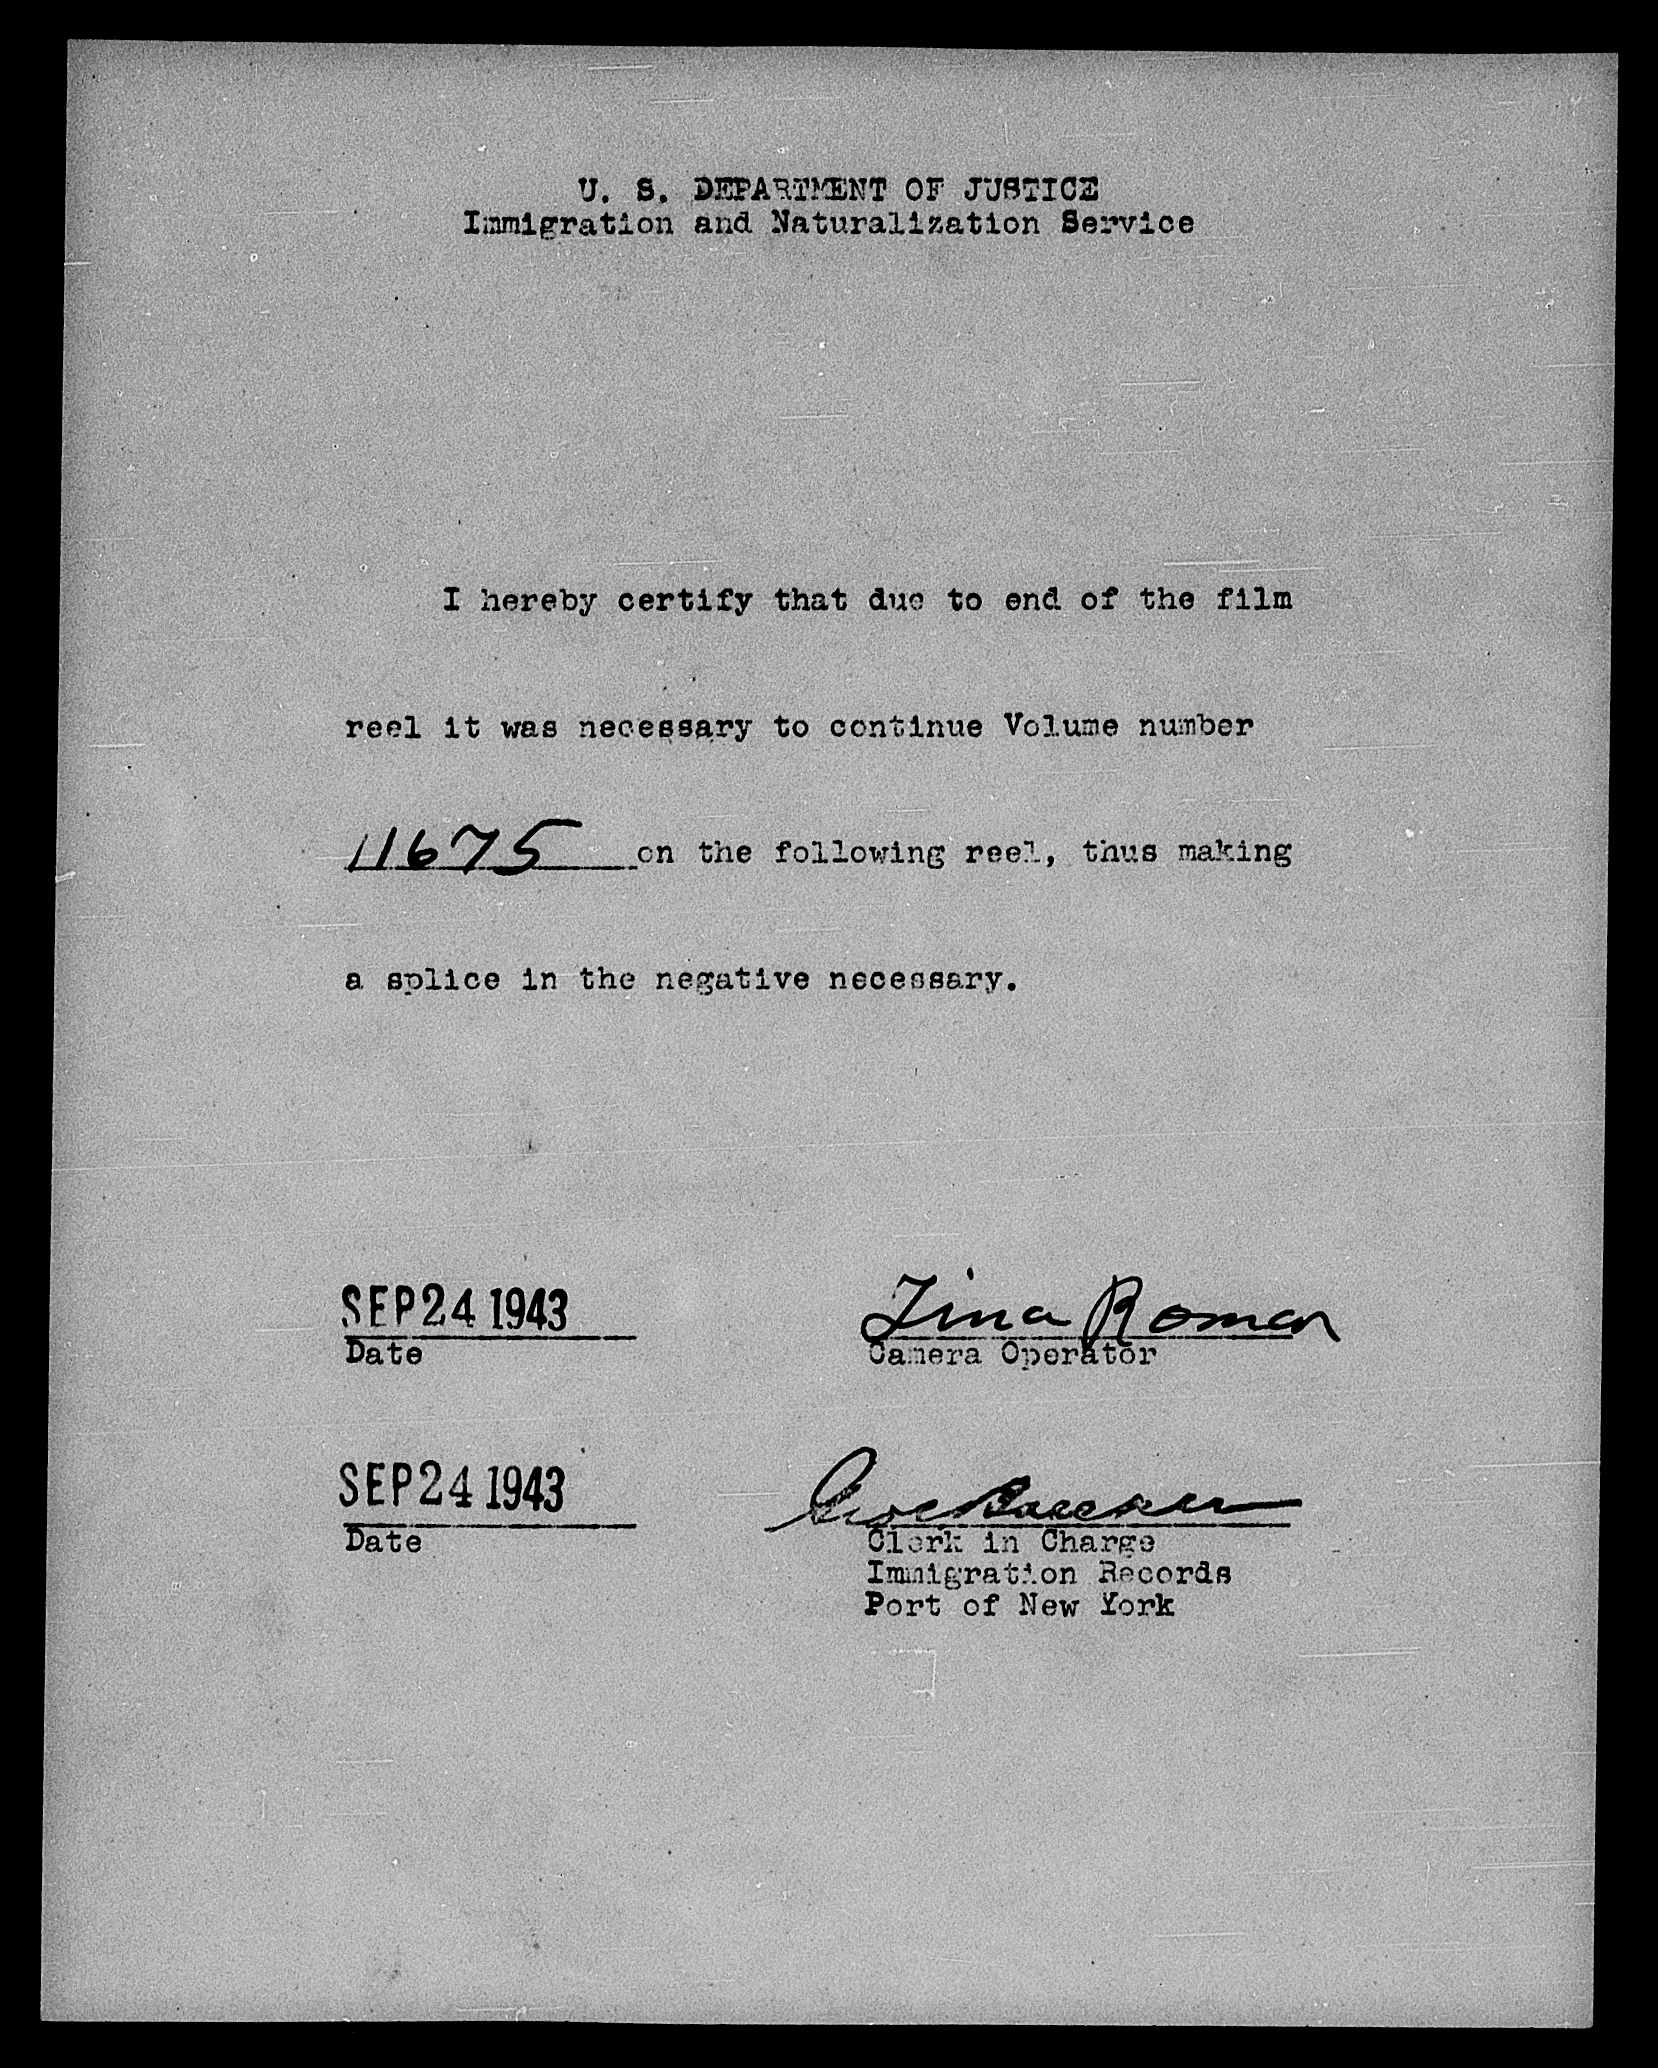 U. S. DEPARTMENT OF JUSTICE
Immigration and Naturalization Service
I hereby certify that due to end of the film
reel it was necessary to continue Volume number
11675 on the following reel, thus making
a splice in the negative necessary.
SEP 24 1943
Tina Roman
Date
Camera Operator
SEP 24 1943
Date
Clerk in Charge
Immigration Records
Port of New York